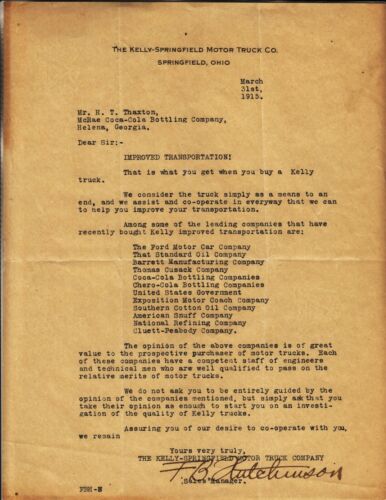 THE KELLY-SPRINGFIELD MOTOR TRUCK CO.
SPRINGFIELD, OHIO
March
31st,
1915.
Mr. H. T. Thaxton,
McRae Coca-Cola Bottling Company,
Helena, Georgia.
Dear Sir:-
IMPROVED TRANSPORTATION!
That is what you get when you buy a Kelly
truck.
We consider the truck simply as a means to an
end, and we assist and co-operate in everyway that we can
to help you improve your transportation.
Among some of the leading companies that have
recently bought Kelly improved transportation are:
The Ford Motor Car Company
That Standard Oil Company
Barrett Manufacturing Company
Thomas Cusack Company
Coca-Cola Bottling Companies
Chero-Cola Bottling Companies
United States Government
Exposition Motor Coach Company
Southern Cotton Oil Company
American Snuff Company
National Refining Company
Cluett-Peabody Company.
The opinion of the above companies is of great
value to the prospective purchaser of motor trucks. Each
of these companies have a competent staff of engineers
and technical men who are well qualified to pass on the
relative merits of motor trucks.
We do not ask you to be entirely guided by the
opinion of the companies mentioned, but simply ask that you
take their opinion as enough to start you on an investi-
gation of the quality of Kelly trucks.
Assuring you of our desire to co-operate with you,
we remain
Yours very truly,
THE KELLY-SPRINGFIELD MOTOR TRUCK COMPANY
F. B. Hutchinson
Sales Manager.